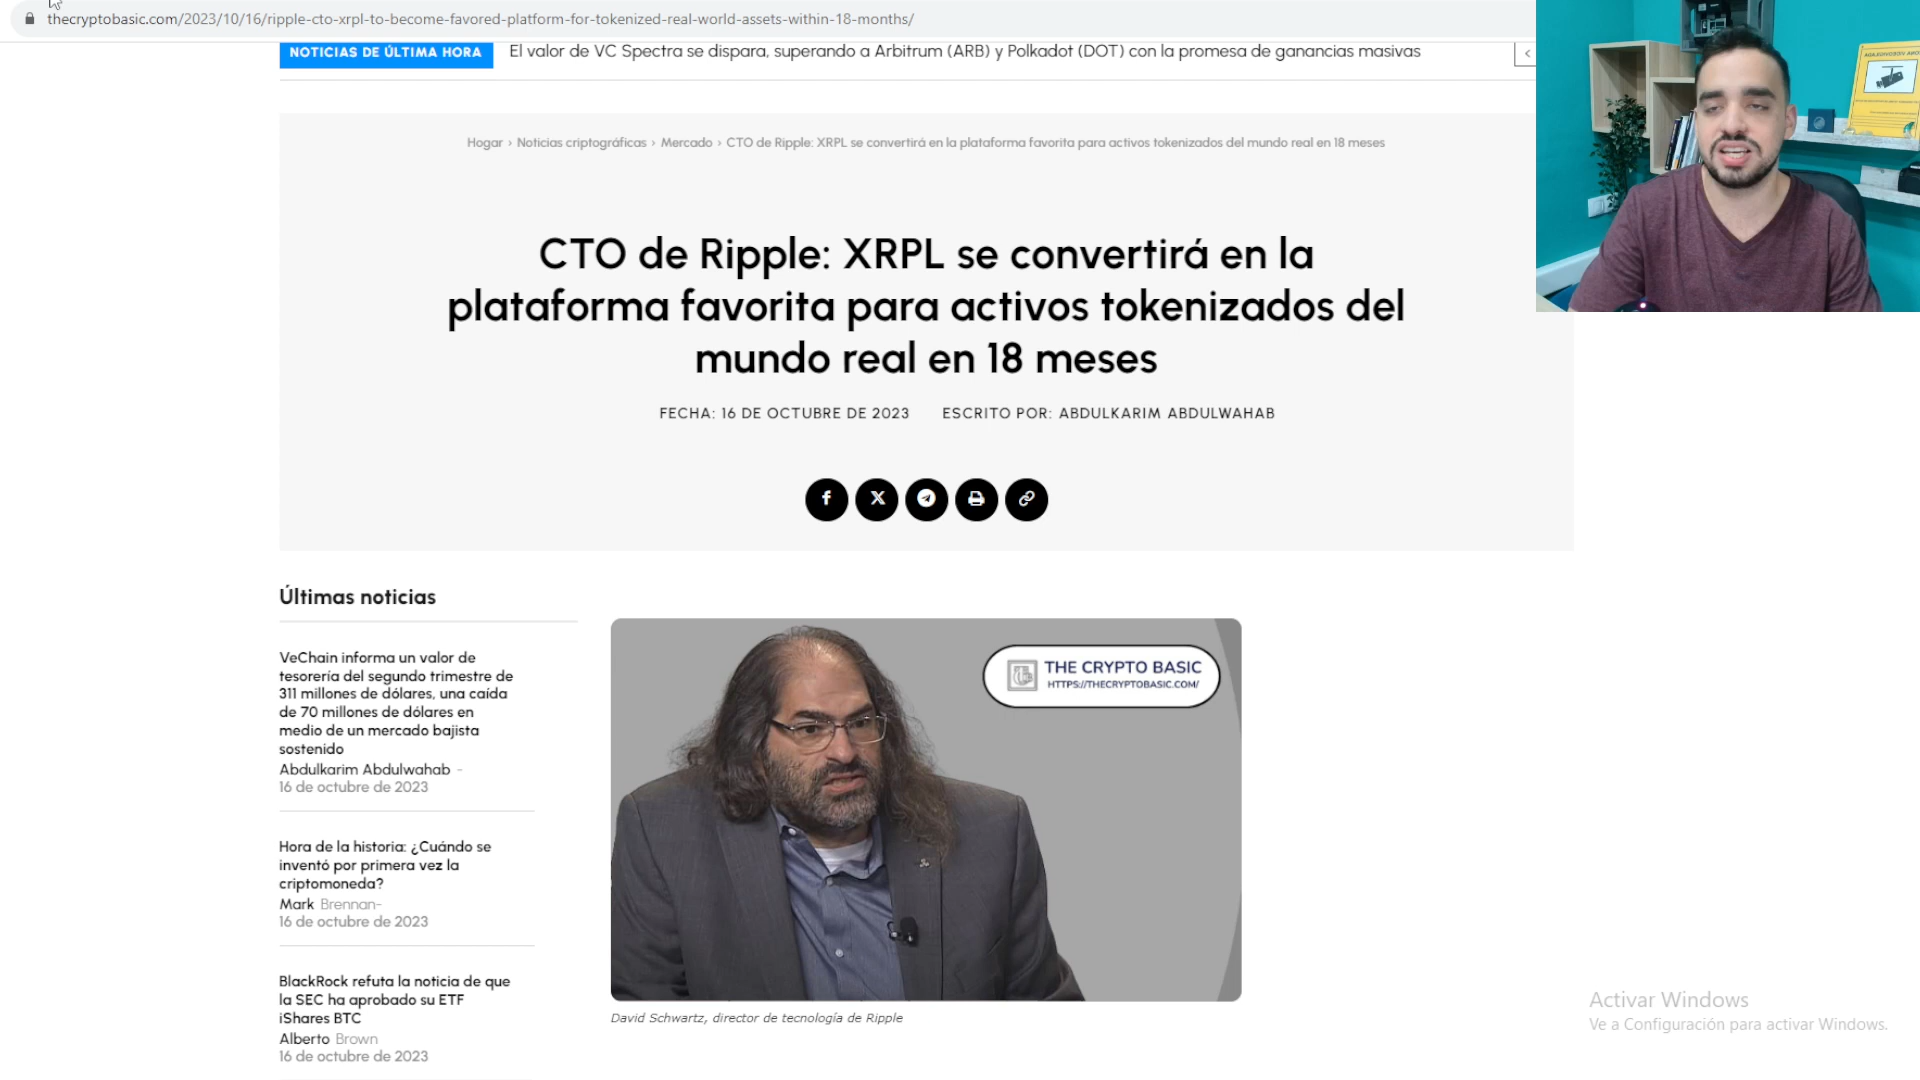 thecryptobasic.com/2023/10/16/ripple-cto-xrpl-to-become-favored-platform-for-tokenized-real-world-assets-within-18-months/
NOTICIAS DE ÚLTIMA HORA
El valor de VC Spectra se dispara, superando a Arbitrum (ARB) y Polkadot (DOT) con la promesa de ganancias masivas
Hogar › Noticias criptográficas › Mercado › CTO de Ripple: XRPL se convertirá en la plataforma favorita para activos tokenizados del mundo real en 18 meses
CTO de Ripple: XRPL se convertirá en la
plataforma favorita para activos tokenizados del
mundo real en 18 meses
FECHA: 16 DE OCTUBRE DE 2023 ESCRITO POR: ABDULKARIM ABDULWAHAB
Últimas noticias
VeChain informa un valor de
tesorería del segundo trimestre de
311 millones de dólares, una caída
de 70 millones de dólares en
medio de un mercado bajista
sostenido
Abdulkarim Abdulwahab -
16 de octubre de 2023
Hora de la historia: ¿Cuándo se
inventó por primera vez la
criptomoneda?
Mark Brennan-
16 de octubre de 2023
BlackRock refuta la noticia de que
la SEC ha aprobado su ETF
iShares BTC
Alberto Brown
16 de octubre de 2023
THE CRYPTO BASIC
HTTPS://THECRYPTOBASIC.COM/
David Schwartz, director de tecnología de Ripple
Activar Windows
Ve a Configuración para activar Windows.